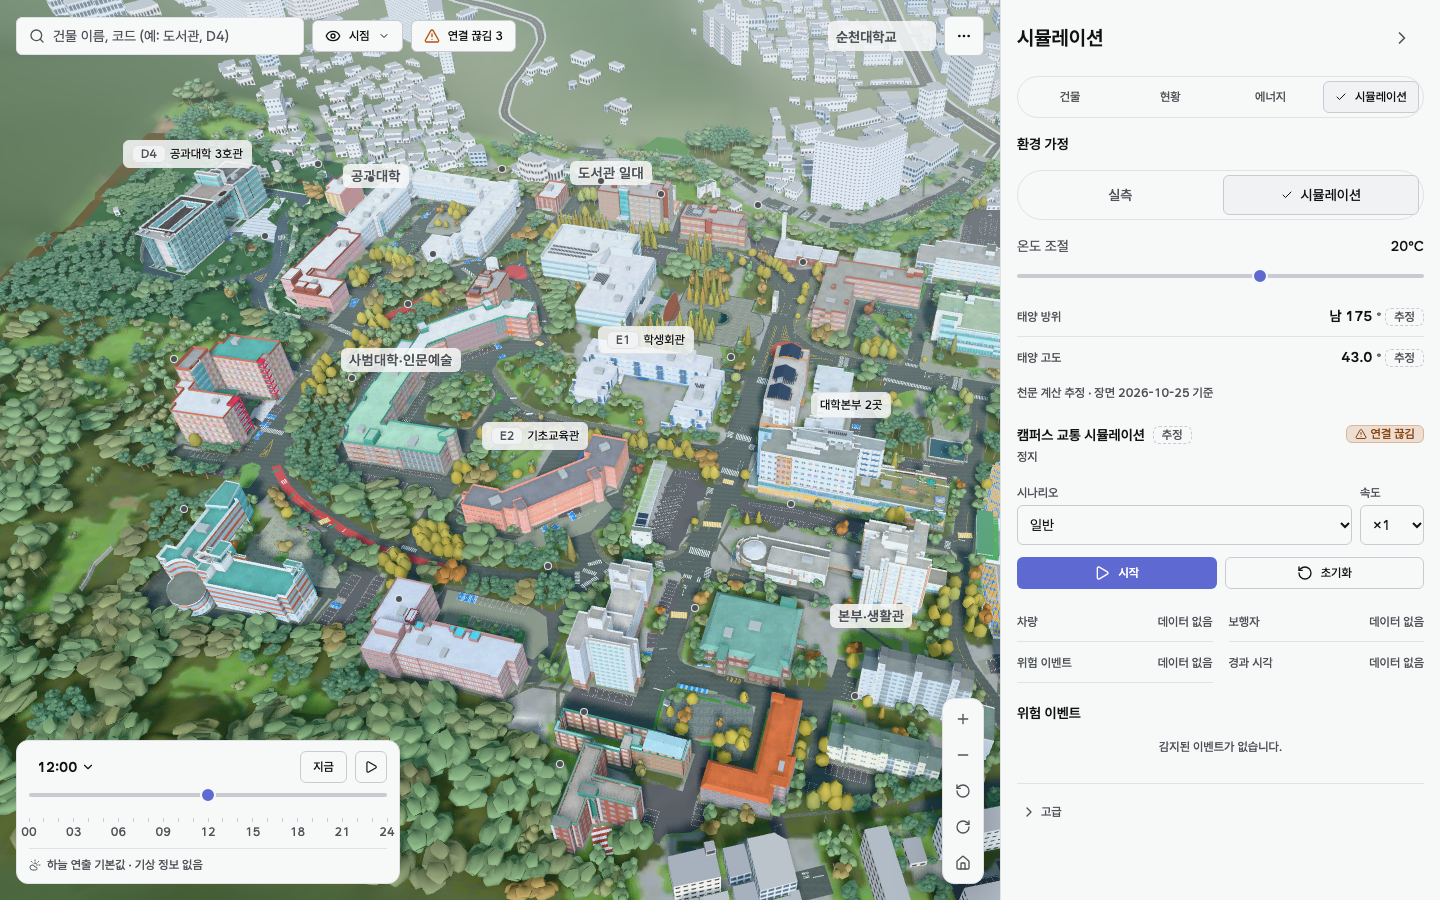 건물 이름, 코드 (예: 도서관, D4)
시점
연결 끊김 3
순천대학교
D4 공과대학 3호관
공과대학
도서관 일대
E1 학생회관
사범대학·인문예술
대학본부 2곳
E2 기초교육관
본부·생활관
12:00
지금
00 03 06 09 12 15 18 21 24
하늘 연출 기본값 · 기상 정보 없음
시뮬레이션
건물 현황 에너지 시뮬레이션
환경 가정
실측 시뮬레이션
온도 조절 20°C
태양 방위 남 175 ° 추정
태양 고도 43.0 ° 추정
천문 계산 추정 · 장면 2026-10-25 기준
캠퍼스 교통 시뮬레이션 추정 연결 끊김
정지
시나리오 속도
일반 ×1
시작 초기화
차량 데이터 없음 보행자 데이터 없음
위험 이벤트 데이터 없음 경과 시각 데이터 없음
위험 이벤트
감지된 이벤트가 없습니다.
고급